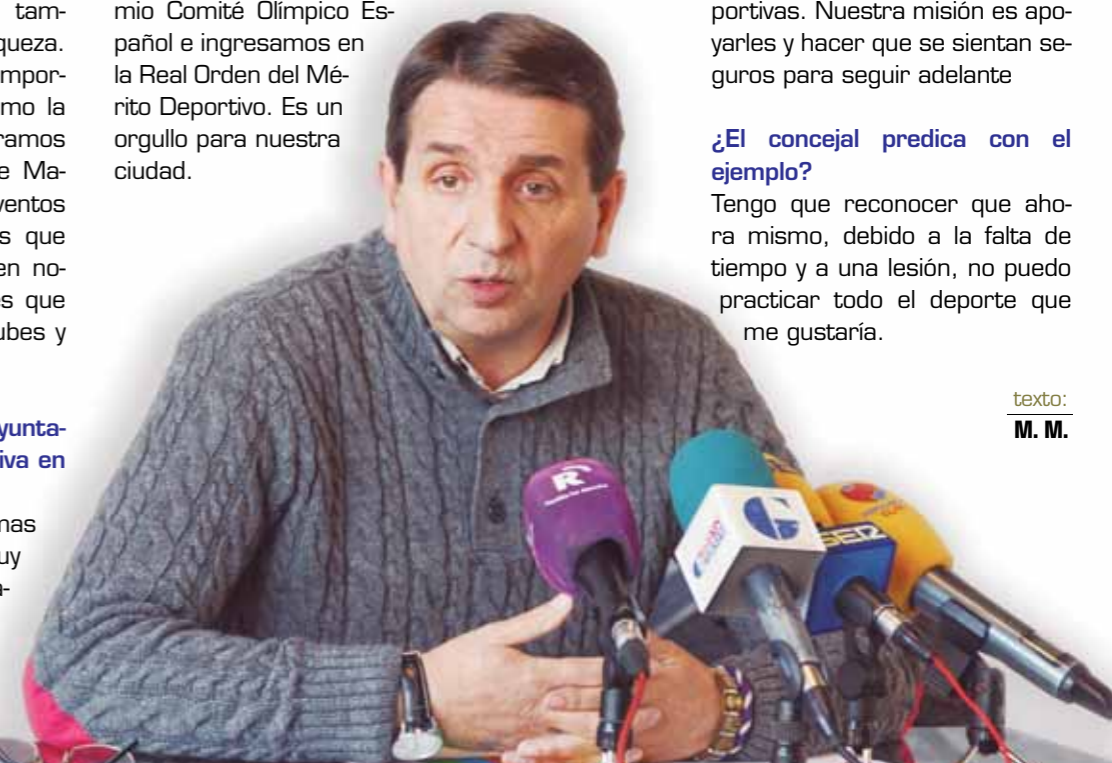 tam-
queza.
mpor-
mo la
ramos
e Ma-
ventos
s que
en no-
es que
ubes y
yunta-
iva en
nas
uy
a-
mio Comité Olímpico Es-
pañol e ingresamos en
la Real Orden del Mé-
rito Deportivo. Es un
orgullo para nuestra
ciudad.
portivas. Nuestra misión es apo-
yarles y hacer que se sientan se-
guros para seguir adelante
¿El concejal predica con el
ejemplo?
Tengo que reconocer que aho-
ra mismo, debido a la falta de
tiempo y a una lesión, no puedo
practicar todo el deporte que
me gustaría.
texto:
M. M.
R
G
SER